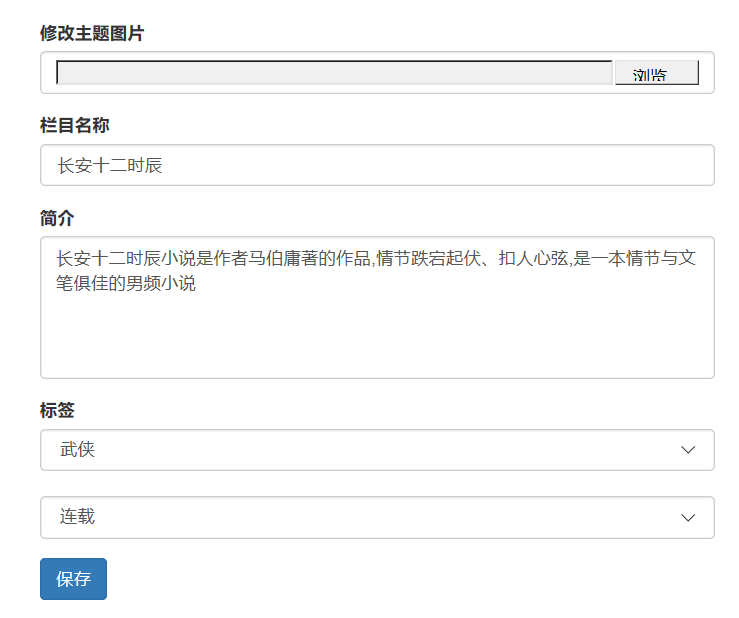 修改主题图片
浏览
栏目名称
长安十二时辰
简介
长安十二时辰小说是作者马伯庸著的作品,情节跌宕起伏、扣人心弦,是一本情节与文
笔俱佳的男频小说
标签
武侠
连载
保存